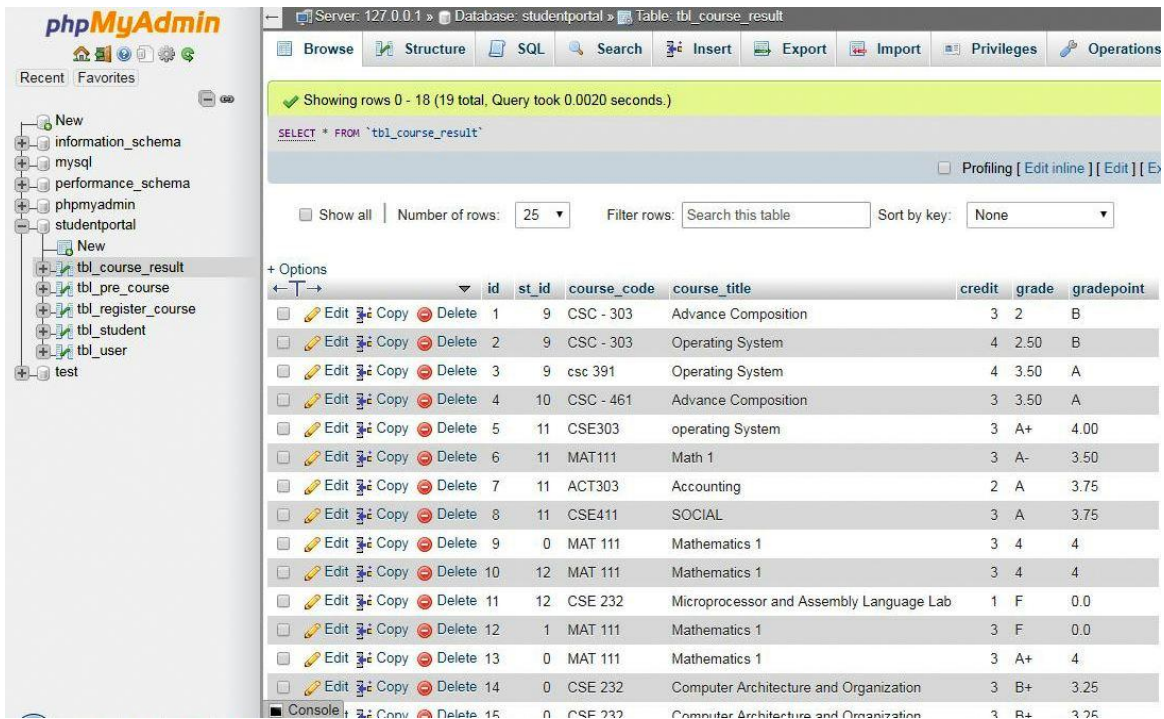 phpMyAdmin
Recent Favorites
New
information_schema
mysql
performance_schema
phpmyadmin
studentportal
New
tbl_course_result
tbl_pre_course
tbl_register_course
tbl_student
tbl_user
test
Server: 127.0.0.1 » Database: studentportal » Table: tbl_course_result
Browse Structure SQL Search Insert Export Import Privileges Operations
Showing rows 0 - 18 (19 total, Query took 0.0020 seconds.)
SELECT * FROM `tbl_course_result`
Profiling [ Edit inline ] [ Edit ] [ Ex
Show all | Number of rows: 25 Filter rows: Search this table Sort by key: None
+ Options
←T→ id st_id course_code course_title credit grade gradepoint
Edit Copy Delete 1 9 CSC - 303 Advance Composition 3 2 B
Edit Copy Delete 2 9 CSC - 303 Operating System 4 2.50 B
Edit Copy Delete 3 9 csc 391 Operating System 4 3.50 A
Edit Copy Delete 4 10 CSC - 461 Advance Composition 3 3.50 A
Edit Copy Delete 5 11 CSE303 operating System 3 A+ 4.00
Edit Copy Delete 6 11 MAT111 Math 1 3 A- 3.50
Edit Copy Delete 7 11 ACT303 Accounting 2 A 3.75
Edit Copy Delete 8 11 CSE411 SOCIAL 3 A 3.75
Edit Copy Delete 9 0 MAT 111 Mathematics 1 3 4 4
Edit Copy Delete 10 12 MAT 111 Mathematics 1 3 4 4
Edit Copy Delete 11 12 CSE 232 Microprocessor and Assembly Language Lab 1 F 0.0
Edit Copy Delete 12 1 MAT 111 Mathematics 1 3 F 0.0
Edit Copy Delete 13 0 MAT 111 Mathematics 1 3 A+ 4
Edit Copy Delete 14 0 CSE 232 Computer Architecture and Organization 3 B+ 3.25
Console Copy Delete 15 0 CSE 232 Computer Architecture and Organization 3 B+ 3.25